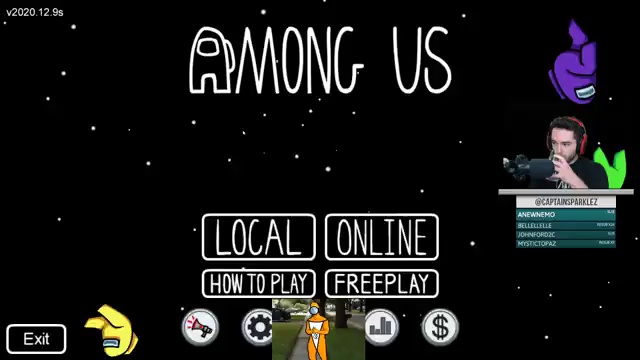 v2020.12.9s
AMONG US
LOCAL
ONLINE
HOW TO PLAY
FREEPLAY
Exit
$
@CAPTAINSPARKLEZ
ANEWNEMO
BELLELLELLE
JOHNFORD2C
MYSTICTOPAZ